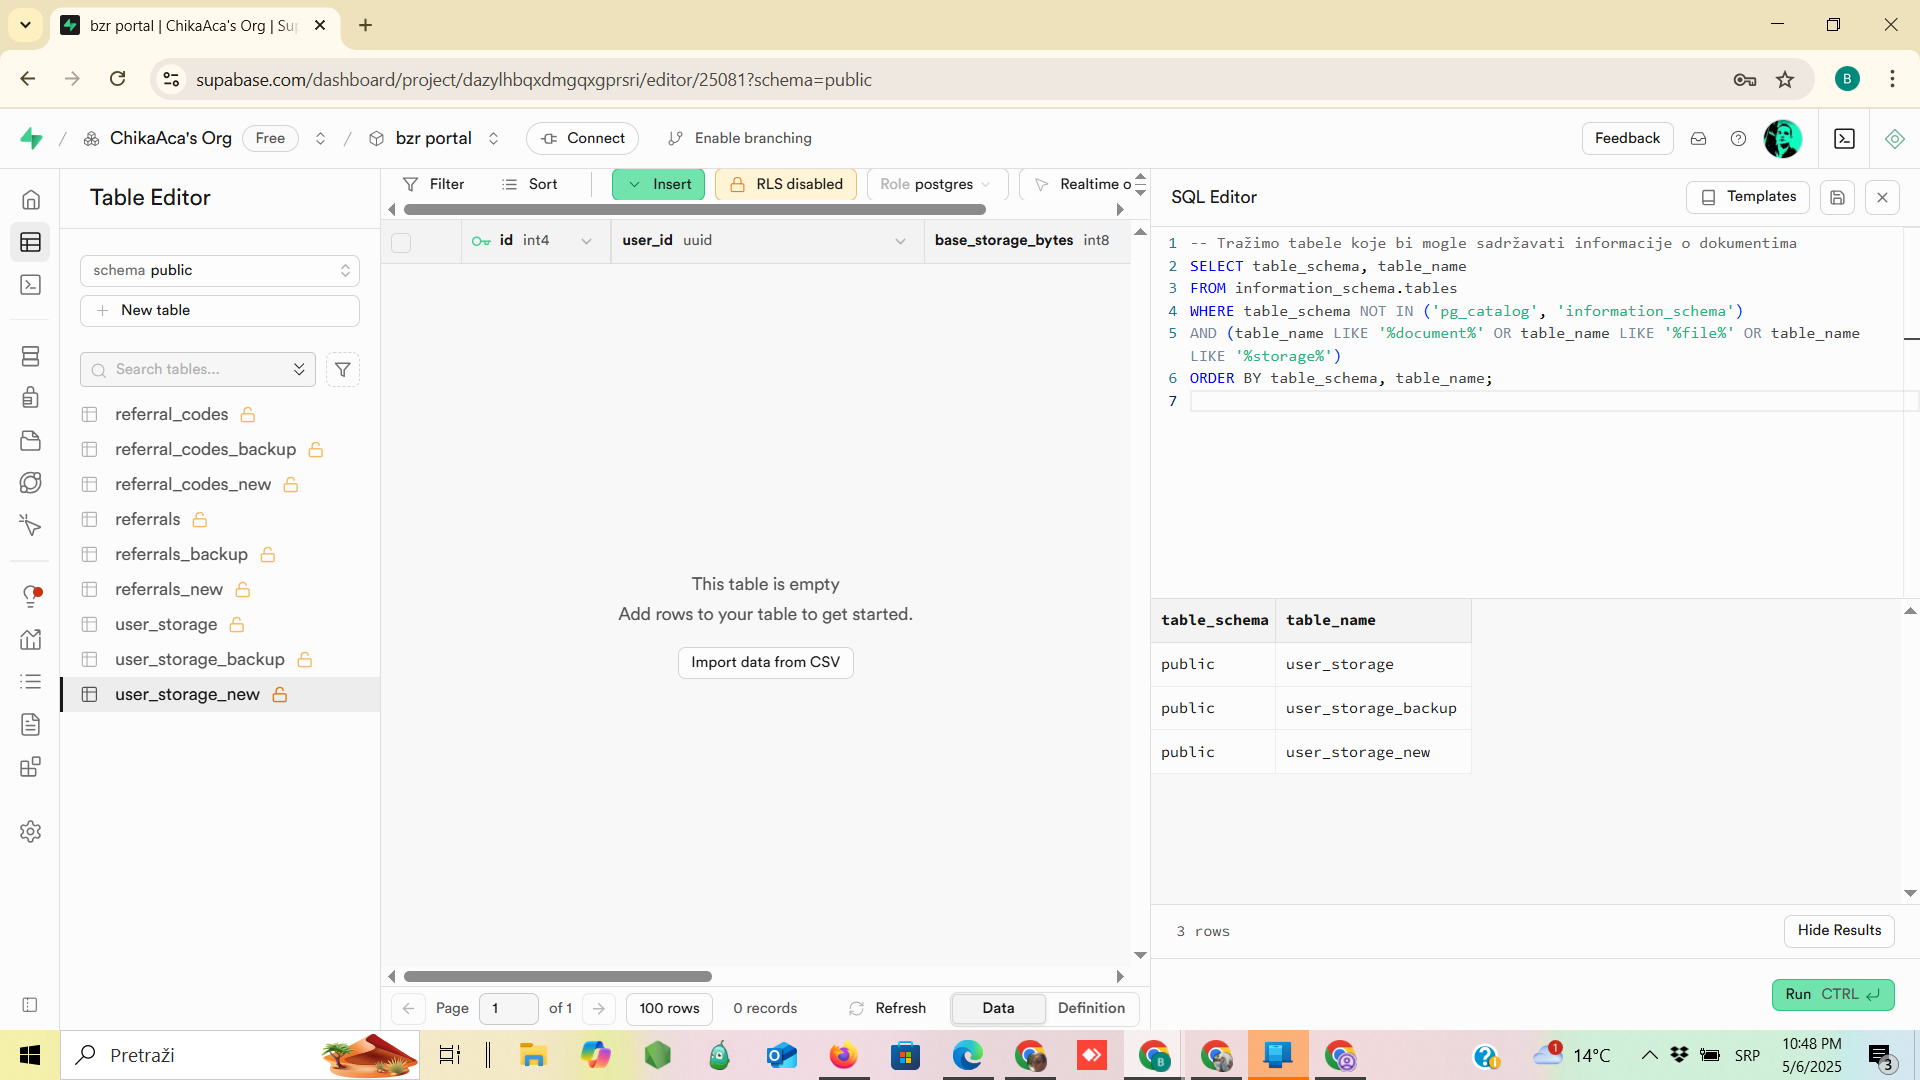 bzr portal | ChikaAca's Org | Sup
supabase.com/dashboard/project/dazylhbqxdmgqxgprsri/editor/25081?schema=public
B
ChikaAca's Org
Free
bzr portal
Connect
Enable branching
Feedback
Table Editor
schema public
New table
Search tables...
referral_codes
referral_codes_backup
referral_codes_new
referrals
referrals_backup
referrals_new
user_storage
user_storage_backup
user_storage_new
Filter
Sort
Insert
RLS disabled
Role postgres
Realtime o
id int4
user_id uuid
base_storage_bytes int8
This table is empty
Add rows to your table to get started.
Import data from CSV
Page 1 of 1
100 rows
0 records
Refresh
Data
Definition
SQL Editor
Templates
1 -- Tražimo tabele koje bi mogle sadržavati informacije o dokumentima
2 SELECT table_schema, table_name
3 FROM information_schema.tables
4 WHERE table_schema NOT IN ('pg_catalog', 'information_schema')
5 AND (table_name LIKE '%document%' OR table_name LIKE '%file%' OR table_name
LIKE '%storage%')
6 ORDER BY table_schema, table_name;
7
table_schema table_name
public user_storage
public user_storage_backup
public user_storage_new
3 rows
Hide Results
Run CTRL
Pretraži
B
1
14°C
SRP
10:48 PM
5/6/2025
3